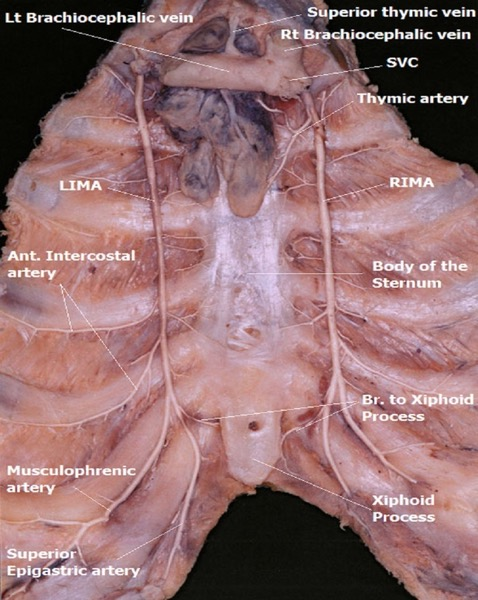 Lt Brachiocephalic vein
Superior thymic vein
Rt Brachiocephalic vein
SVC
Thymic artery
LIMA
RIMA
Ant. Intercostal
artery
Body of the
Sternum
Br. to Xiphoid
Process
Musculophrenic
artery
Xiphoid
Process
Superior
Epigastric artery